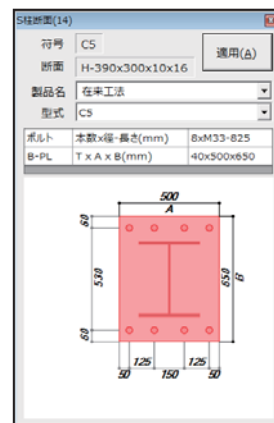 S柱断面(14)
符号 C5
適用(A)
断面 H-390x300x10x16
製品名 在来工法
型式 C5
ボルト 本数x径-長さ(mm) 8xM33-825
B-PL T x A x B(mm) 40x500x650
500
A
60
530
650
B
60
125 125
50 150 50